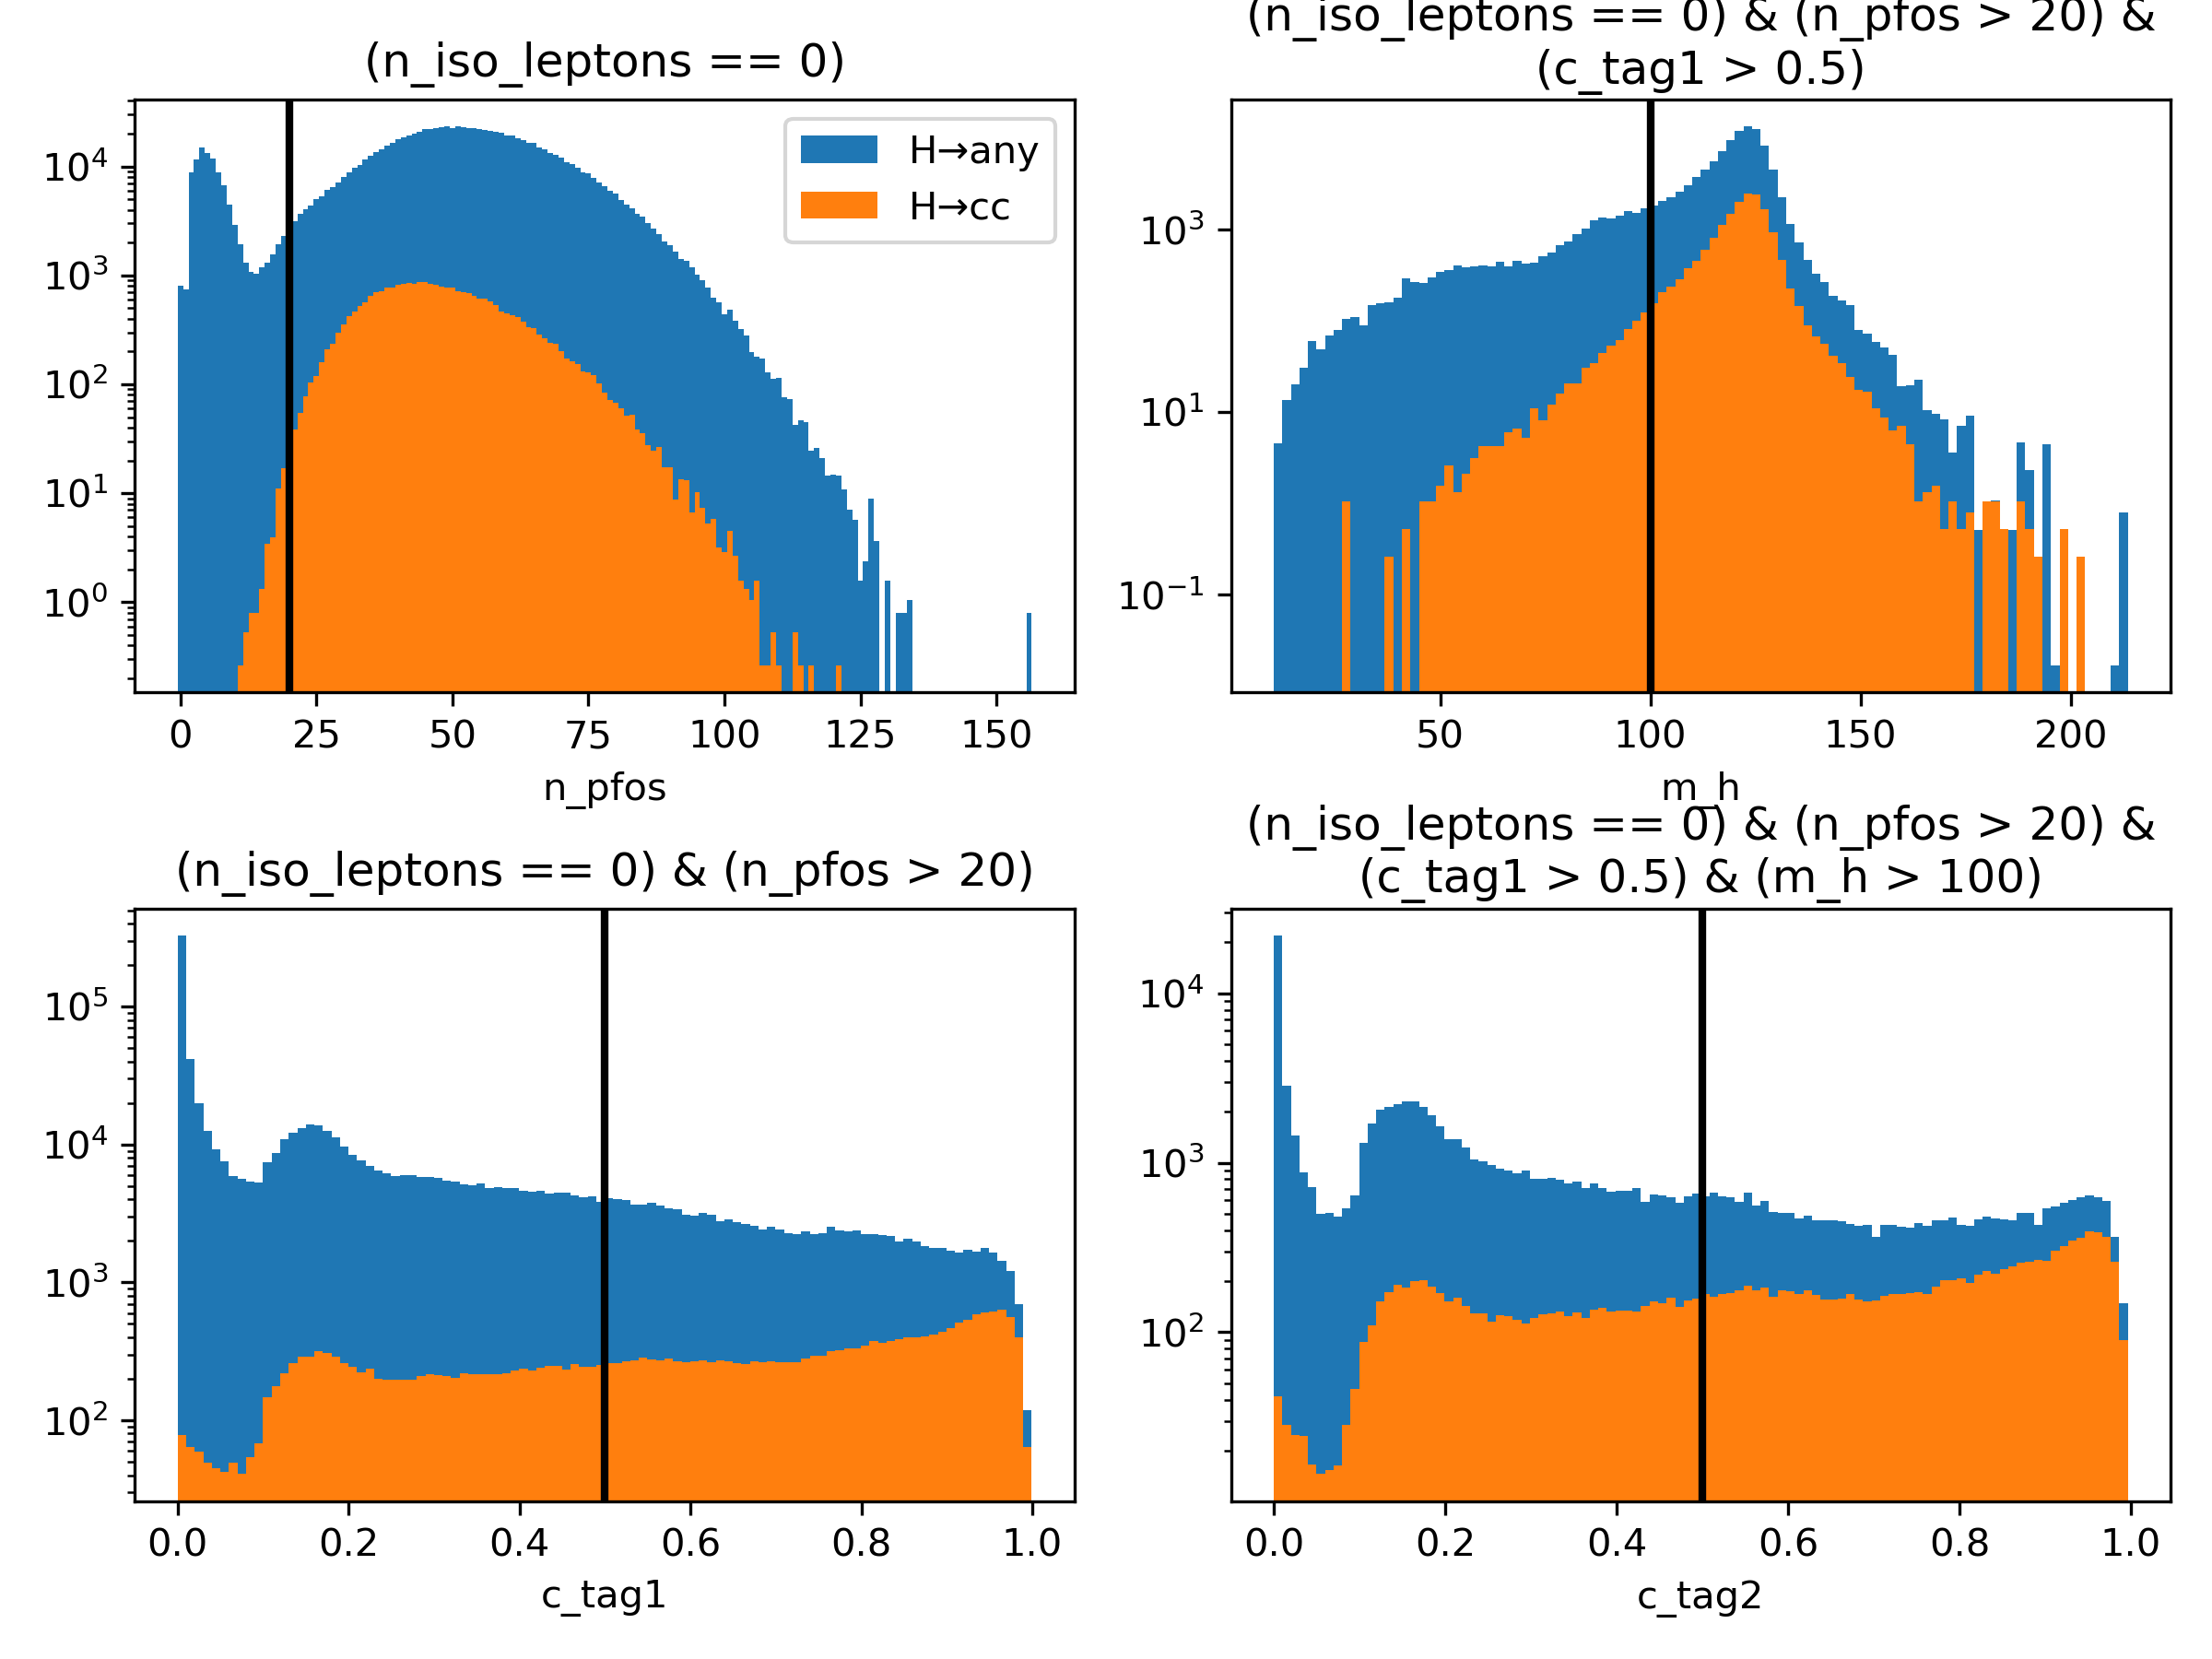 (n_iso_leptons == 0)
10⁴
10³
10²
10¹
10⁰
H→any
H→cc
0 25 50 75 100 125 150
n_pfos
(n_iso_leptons == 0) & (n_pfos > 20) &
(c_tag1 > 0.5)
10³
10¹
10⁻¹
50 100 150 200
m_h
(n_iso_leptons == 0) & (n_pfos > 20)
10⁵
10⁴
10³
10²
0.0 0.2 0.4 0.6 0.8 1.0
c_tag1
(n_iso_leptons == 0) & (n_pfos > 20) &
(c_tag1 > 0.5) & (m_h > 100)
10⁴
10³
10²
0.0 0.2 0.4 0.6 0.8 1.0
c_tag2